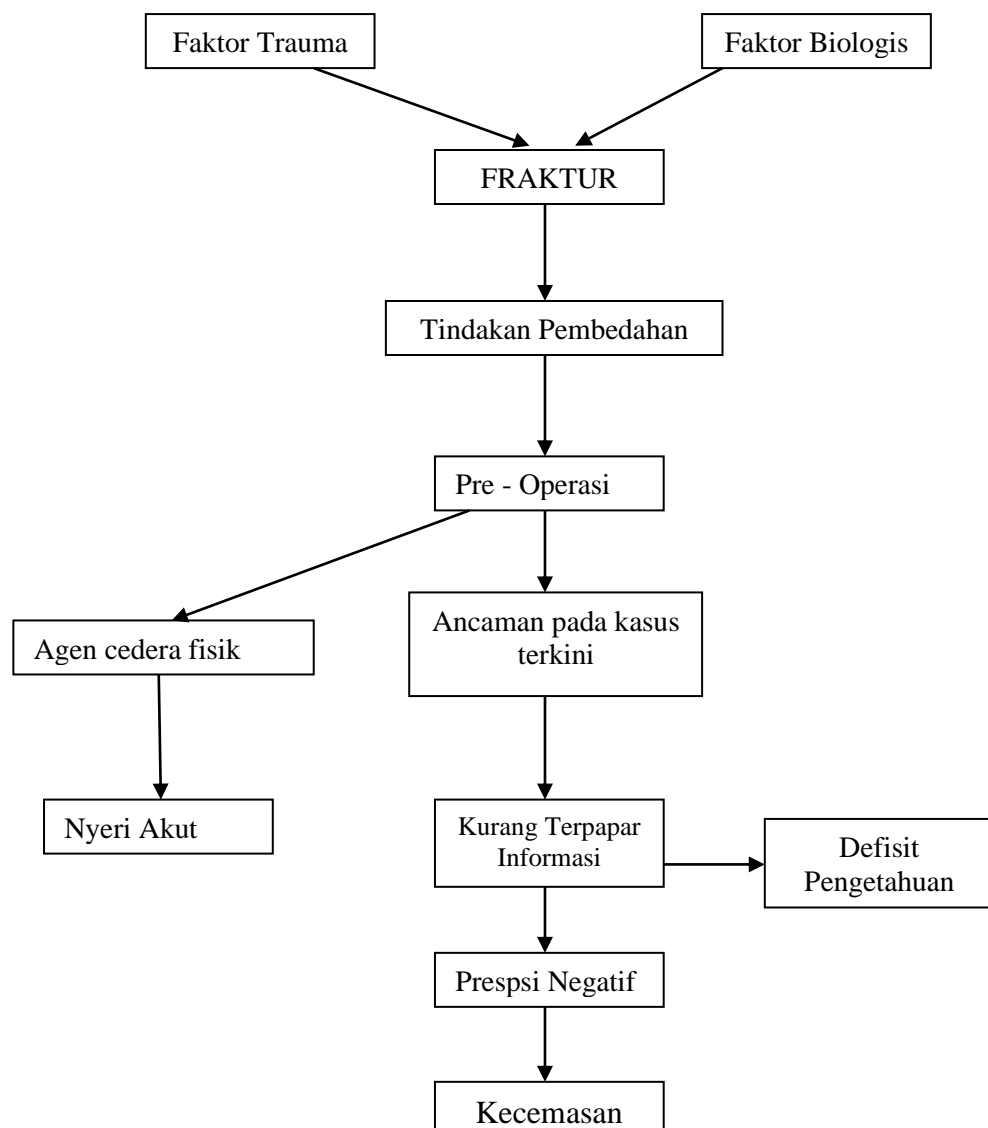 Faktor Trauma
Faktor Biologis
FRAKTUR
Tindakan Pembedahan
Pre - Operasi
Agen cedera fisik
Ancaman pada kasus
terkini
Nyeri Akut
Kurang Terpapar
Informasi
Defisit
Pengetahuan
Prespsi Negatif
Kecemasan